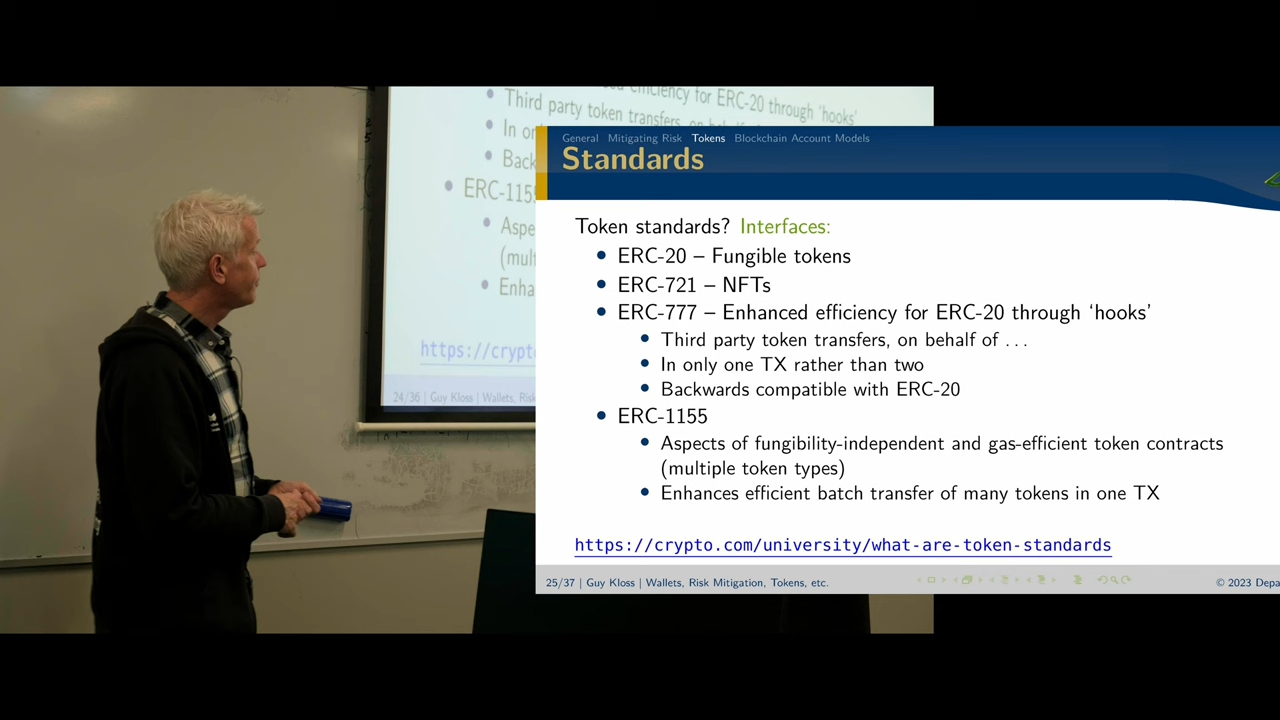 efficiency for ERC-20 through 'hooks'
Third party token transfers, on behalf
In on
Back
ERC-115
Aspe
(mul
Enha
https://crypto
24/36 | Guy Kloss | Wallets, Risk
General Mitigating Risk Tokens Blockchain Account Models
Standards
Token standards? Interfaces:
• ERC-20 – Fungible tokens
• ERC-721 – NFTs
• ERC-777 – Enhanced efficiency for ERC-20 through ‘hooks’
• Third party token transfers, on behalf of ...
• In only one TX rather than two
• Backwards compatible with ERC-20
• ERC-1155
• Aspects of fungibility-independent and gas-efficient token contracts
(multiple token types)
• Enhances efficient batch transfer of many tokens in one TX
https://crypto.com/university/what-are-token-standards
25/37 | Guy Kloss | Wallets, Risk Mitigation, Tokens, etc.
© 2023 Depa